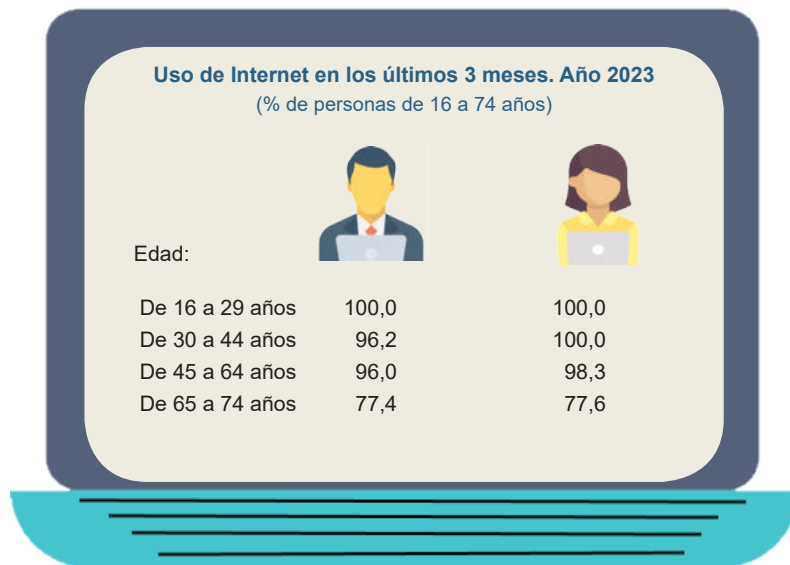 Uso de Internet en los últimos 3 meses. Año 2023
(% de personas de 16 a 74 años)
Edad:
De 16 a 29 años 100,0 100,0
De 30 a 44 años 96,2 100,0
De 45 a 64 años 96,0 98,3
De 65 a 74 años 77,4 77,6